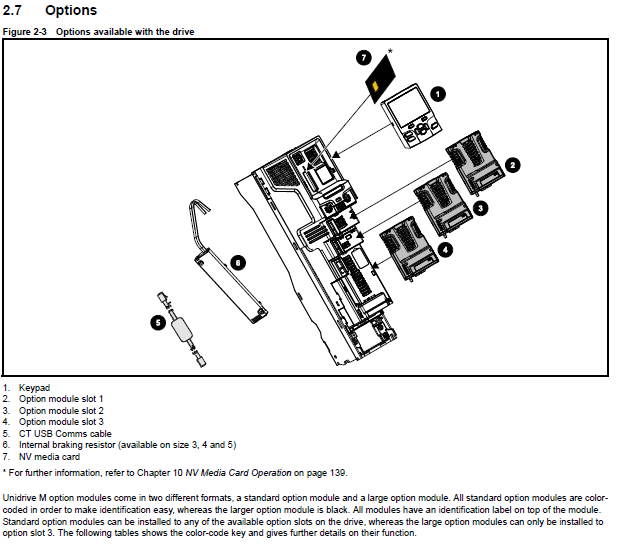 2.7 Options
Figure 2-3 Options available with the drive
7
*
1
2
3
4
6
5
1. Keypad
2. Option module slot 1
3. Option module slot 2
4. Option module slot 3
5. CT USB Comms cable
6. Internal braking resistor (available on size 3, 4 and 5)
7. NV media card
* For further information, refer to Chapter 10 NV Media Card Operation on page 139.
Unidrive M option modules come in two different formats, a standard option module and a large option module. All standard option modules are color-
coded in order to make identification easy, whereas the larger option module is black. All modules have an identification label on top of the module.
Standard option modules can be installed to any of the available option slots on the drive, whereas the large option modules can only be installed to
option slot 3. The following tables shows the color-code key and gives further details on their function.